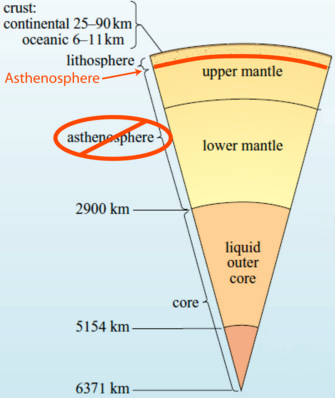 crust:
continental 25–90 km
oceanic 6–11 km
lithosphere
Asthenosphere
upper mantle
asthenosphere
lower mantle
2900 km
liquid
outer
core
core
5154 km
6371 km